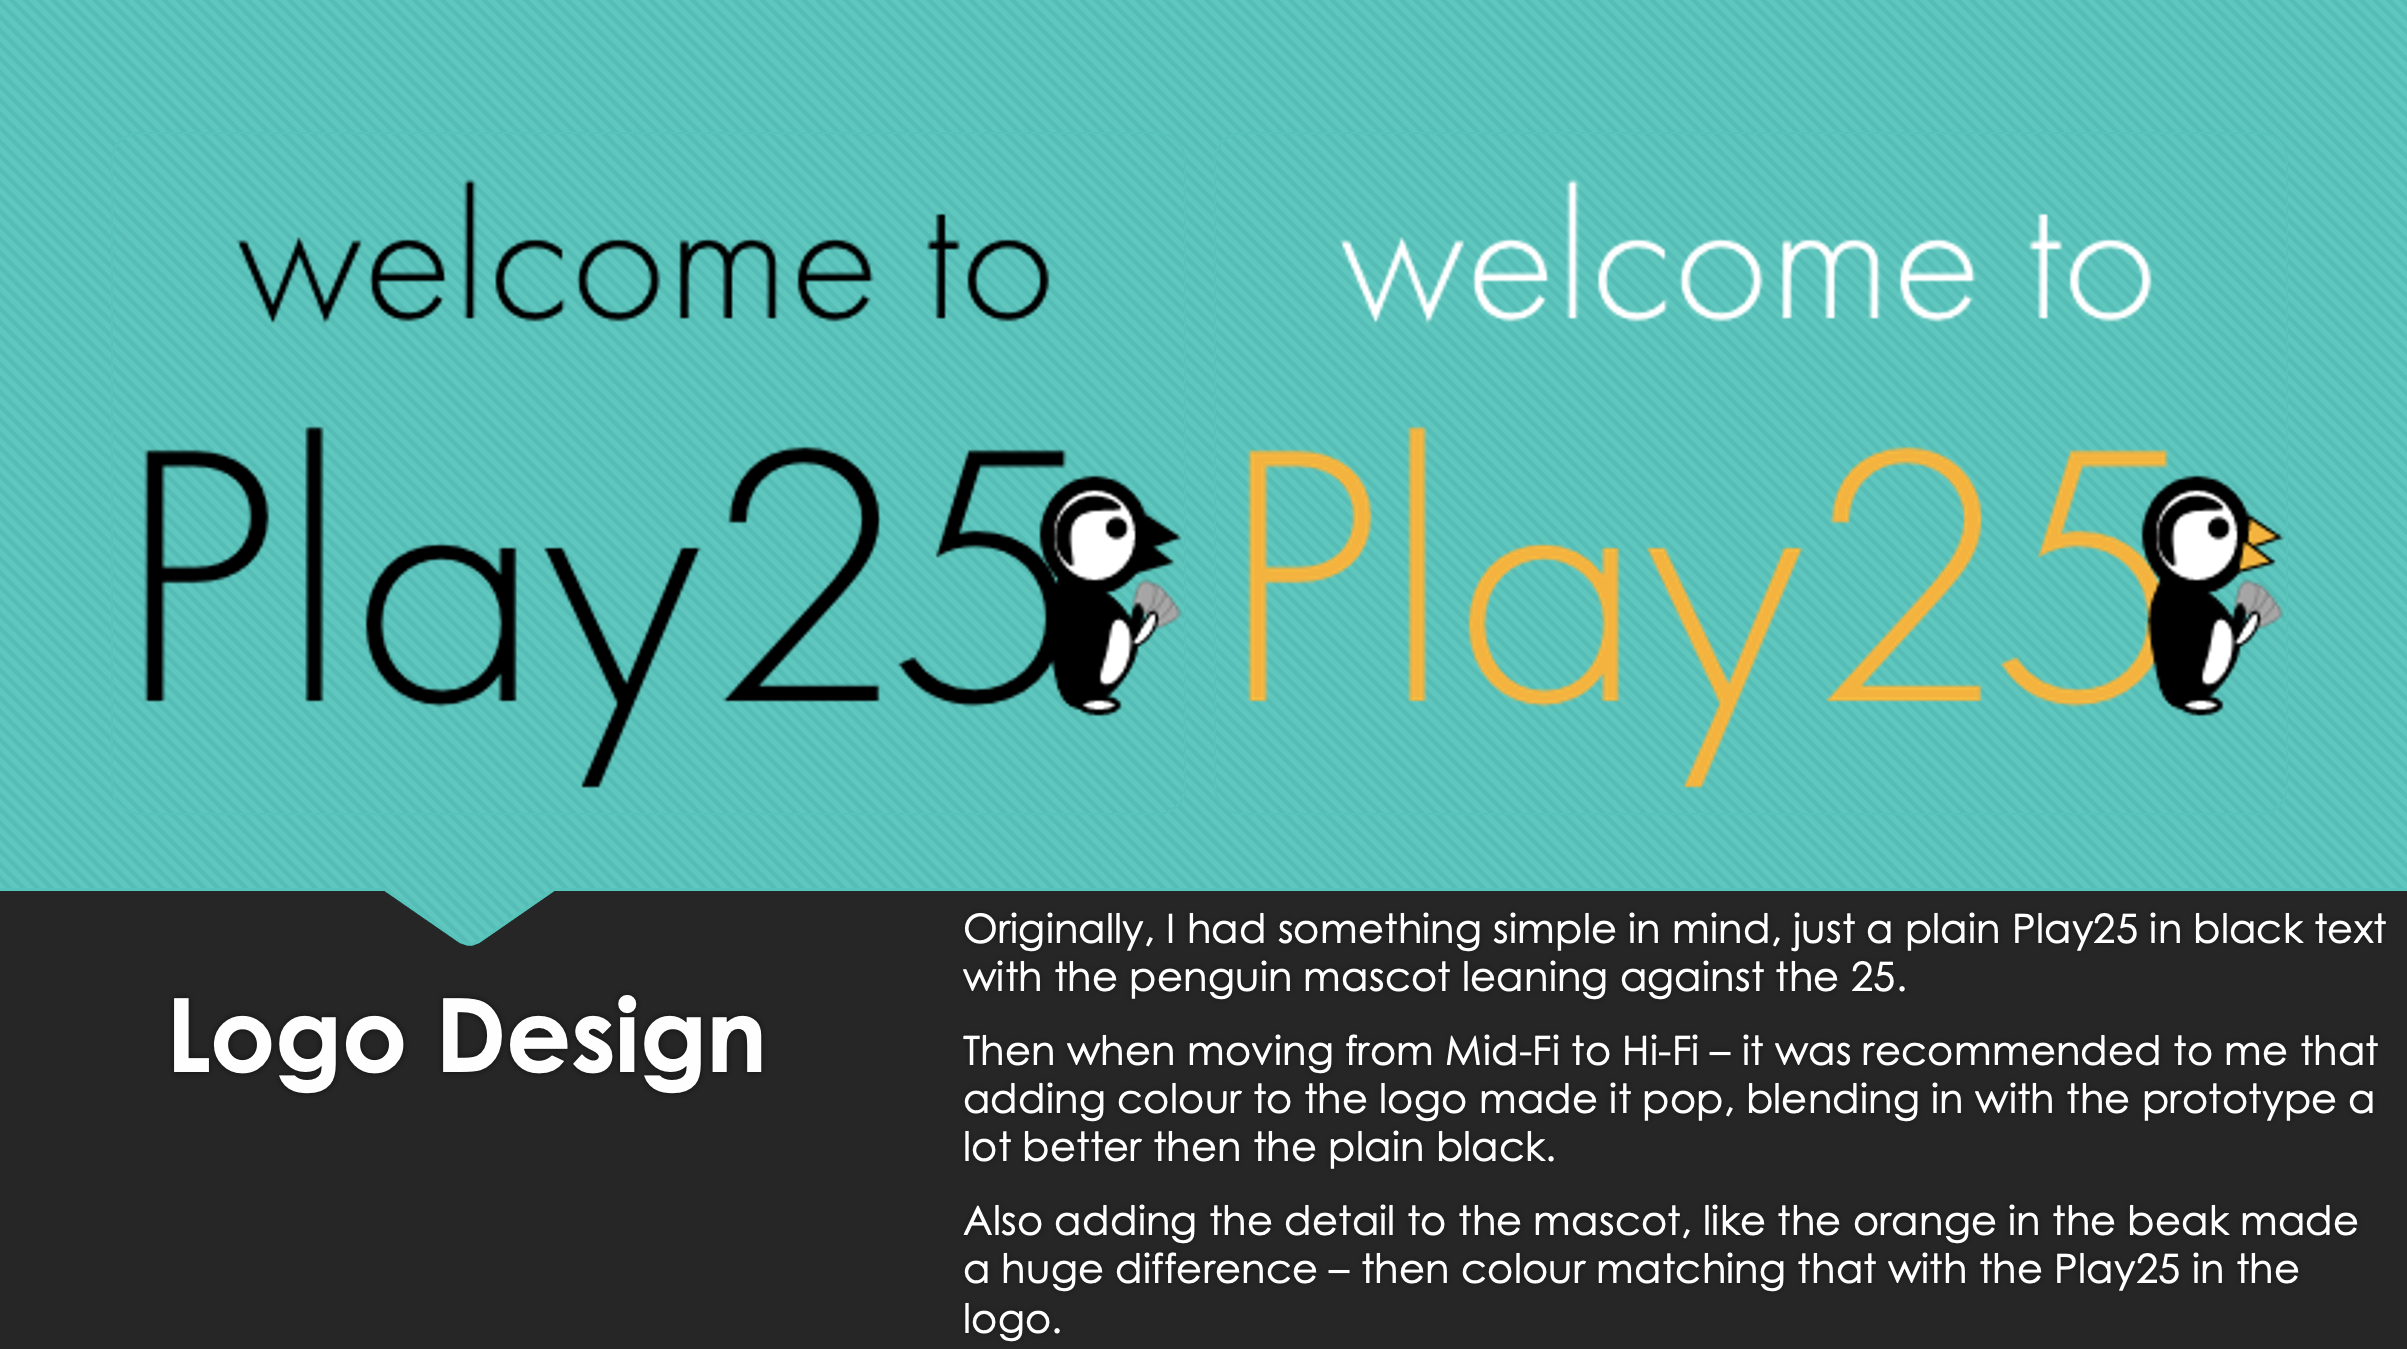 welcome to
Play25
welcome to
Play25
Logo Design
Originally, I had something simple in mind, just a plain Play25 in black text
with the penguin mascot leaning against the 25.
Then when moving from Mid-Fi to Hi-Fi – it was recommended to me that
adding colour to the logo made it pop, blending in with the prototype a
lot better then the plain black.
Also adding the detail to the mascot, like the orange in the beak made
a huge difference – then colour matching that with the Play25 in the
logo.